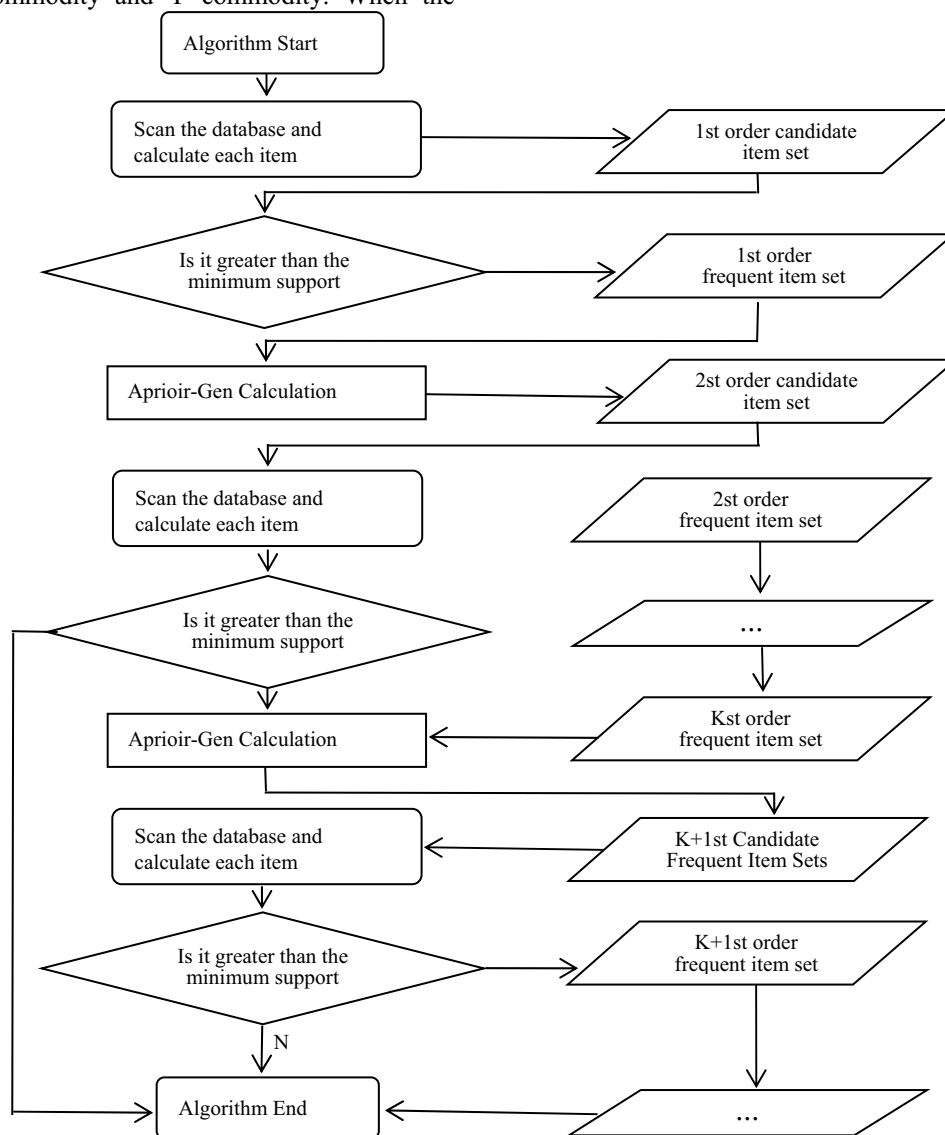 ommodity and T commodity. When the
Algorithm Start
Scan the database and
calculate each item
1st order candidate
item set
Is it greater than the
minimum support
1st order
frequent item set
Aprioir-Gen Calculation
2st order candidate
item set
Scan the database and
calculate each item
2st order
frequent item set
Is it greater than the
minimum support
...
Aprioir-Gen Calculation
Kst order
frequent item set
Scan the database and
calculate each item
K+1st Candidate
Frequent Item Sets
Is it greater than the
minimum support
K+1st order
frequent item set
N
Algorithm End
...